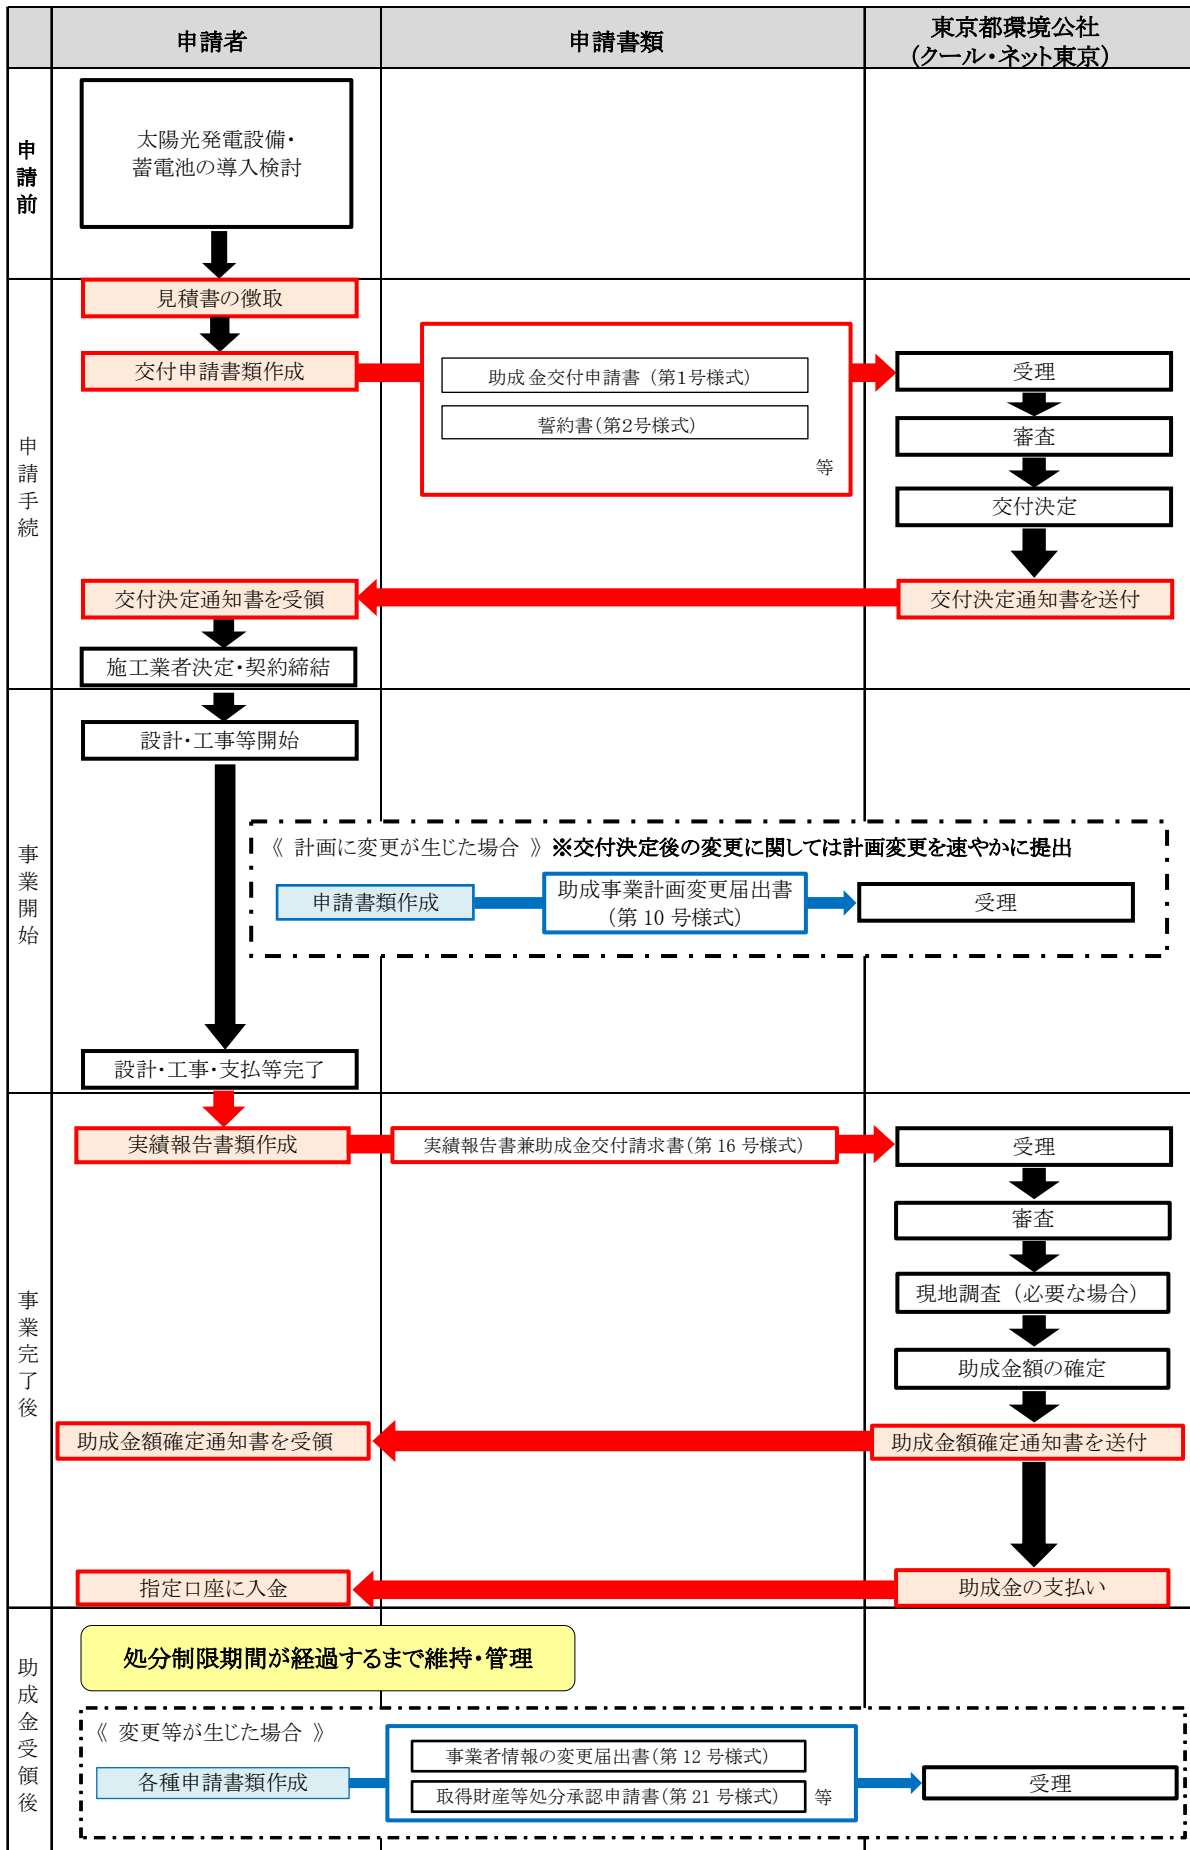 申請者
申請書類
東京都環境公社
(クール・ネット東京)
申請前
太陽光発電設備・
蓄電池の導入検討
申請手続
見積書の徴取
交付申請書類作成
助成金交付申請書（第1号様式）
誓約書（第2号様式）
等
受理
審査
交付決定
交付決定通知書を受領
交付決定通知書を送付
施工業者決定・契約締結
事業開始
設計・工事等開始
《 計画に変更が生じた場合 》※交付決定後の変更に関しては計画変更を速やかに提出
申請書類作成
助成事業計画変更届出書
（第 10 号様式）
受理
設計・工事・支払等完了
事業完了後
実績報告書類作成
実績報告書兼助成金交付請求書（第 16 号様式）
受理
審査
現地調査（必要な場合）
助成金額の確定
助成金額確定通知書を受領
助成金額確定通知書を送付
指定口座に入金
助成金の支払い
助成金受領後
処分制限期間が経過するまで維持・管理
《 変更等が生じた場合 》
各種申請書類作成
事業者情報の変更届出書（第 12 号様式）
取得財産等処分承認申請書（第 21 号様式）
等
受理